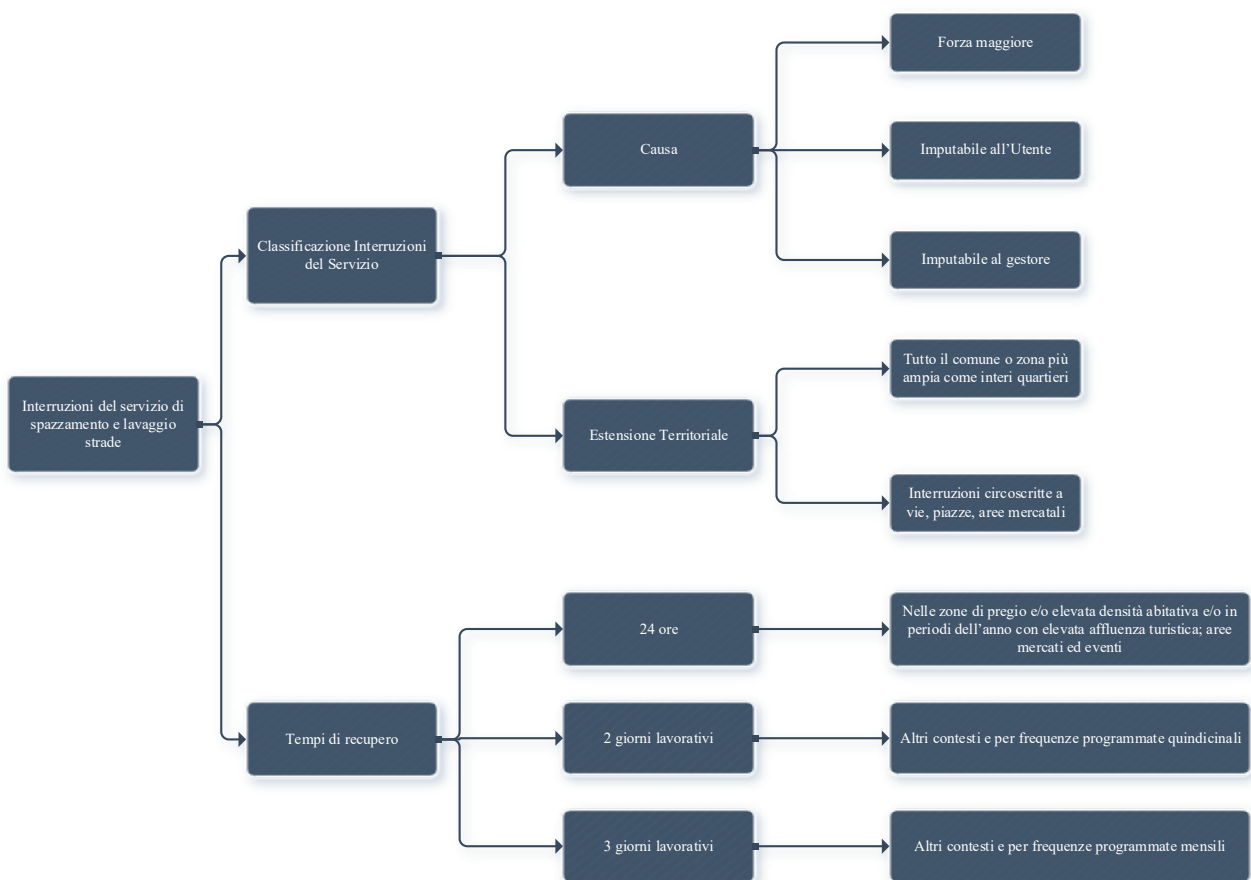 Forza maggiore
Causa
Imputabile all’Utente
Classificazione Interruzioni
del Servizio
Imputabile al gestore
Tutto il comune o zona più
ampia come interi quartieri
Interruzioni del servizio di
spazzamento e lavaggio
strade
Estensione Territoriale
Interruzioni circoscritte a
vie, piazze, aree mercatali
24 ore
Nelle zone di pregio e/o elevata densità abitativa e/o in
periodi dell’anno con elevata affluenza turistica; aree
mercati ed eventi
Tempi di recupero
2 giorni lavorativi
Altri contesti e per frequenze programmate quindicinali
3 giorni lavorativi
Altri contesti e per frequenze programmate mensili